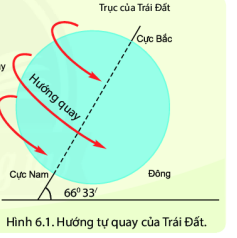 Trục của Trái Đất
Cực Bắc
Hướng quay
Cực Nam
Đông
66⁰ 33′
Hình 6.1. Hướng tự quay của Trái Đất.